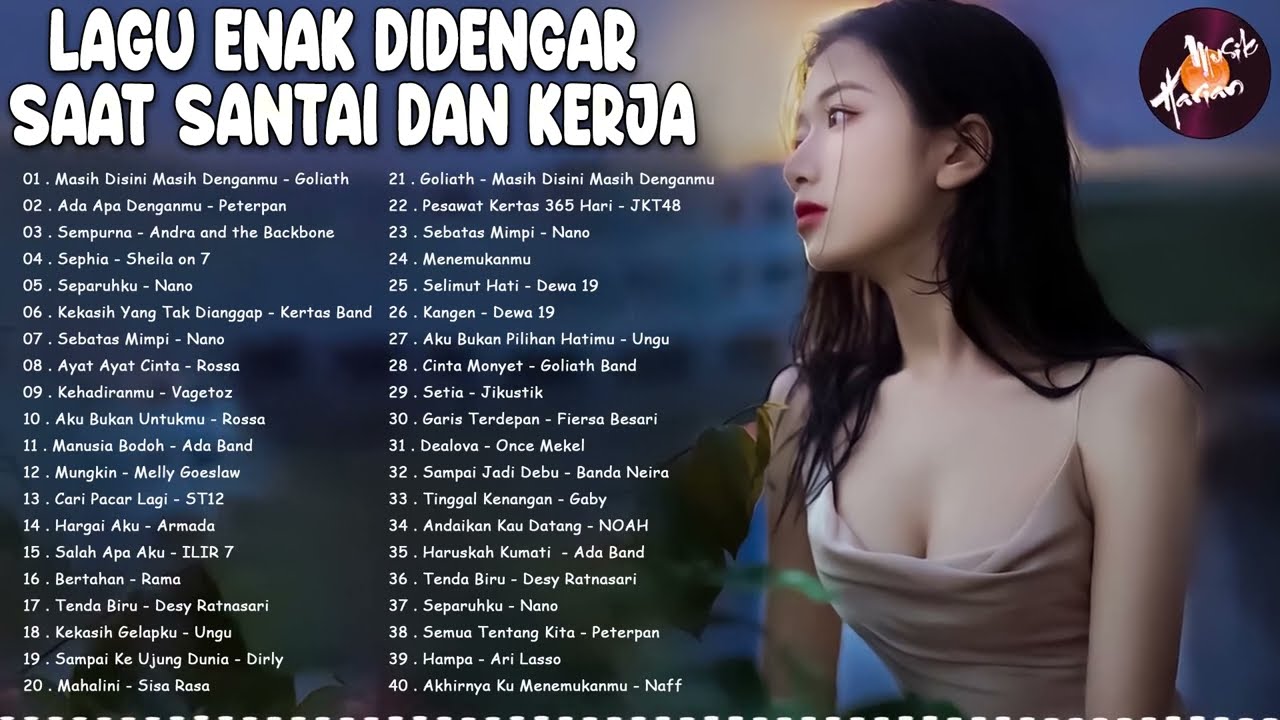 LAGU ENAK DIDENGAR
SAAT SANTAI DAN KERJA
Musik
Harian
01 . Masih Disini Masih Denganmu - Goliath
02 . Ada Apa Denganmu - Peterpan
03 . Sempurna - Andra and the Backbone
04 . Sephia - Sheila on 7
05 . Separuhku - Nano
06 . Kekasih Yang Tak Dianggap - Kertas Band
07 . Sebatas Mimpi - Nano
08 . Ayat Ayat Cinta - Rossa
09 . Kehadiranmu - Vagetoz
10 . Aku Bukan Untukmu - Rossa
11 . Manusia Bodoh - Ada Band
12 . Mungkin - Melly Goeslaw
13 . Cari Pacar Lagi - ST12
14 . Hargai Aku - Armada
15 . Salah Apa Aku - ILIR 7
16 . Bertahan - Rama
17 . Tenda Biru - Desy Ratnasari
18 . Kekasih Gelapku - Ungu
19 . Sampai Ke Ujung Dunia - Dirly
20 . Mahalini - Sisa Rasa
21 . Goliath - Masih Disini Masih Denganmu
22 . Pesawat Kertas 365 Hari - JKT48
23 . Sebatas Mimpi - Nano
24 . Menemukanmu
25 . Selimut Hati - Dewa 19
26 . Kangen - Dewa 19
27 . Aku Bukan Pilihan Hatimu - Ungu
28 . Cinta Monyet - Goliath Band
29 . Setia - Jikustik
30 . Garis Terdepan - Fiersa Besari
31 . Dealova - Once Mekel
32 . Sampai Jadi Debu - Banda Neira
33 . Tinggal Kenangan - Gaby
34 . Andaikan Kau Datang - NOAH
35 . Haruskah Kumati  - Ada Band
36 . Tenda Biru - Desy Ratnasari
37 . Separuhku - Nano
38 . Semua Tentang Kita - Peterpan
39 . Hampa - Ari Lasso
40 . Akhirnya Ku Menemukanmu - Naff